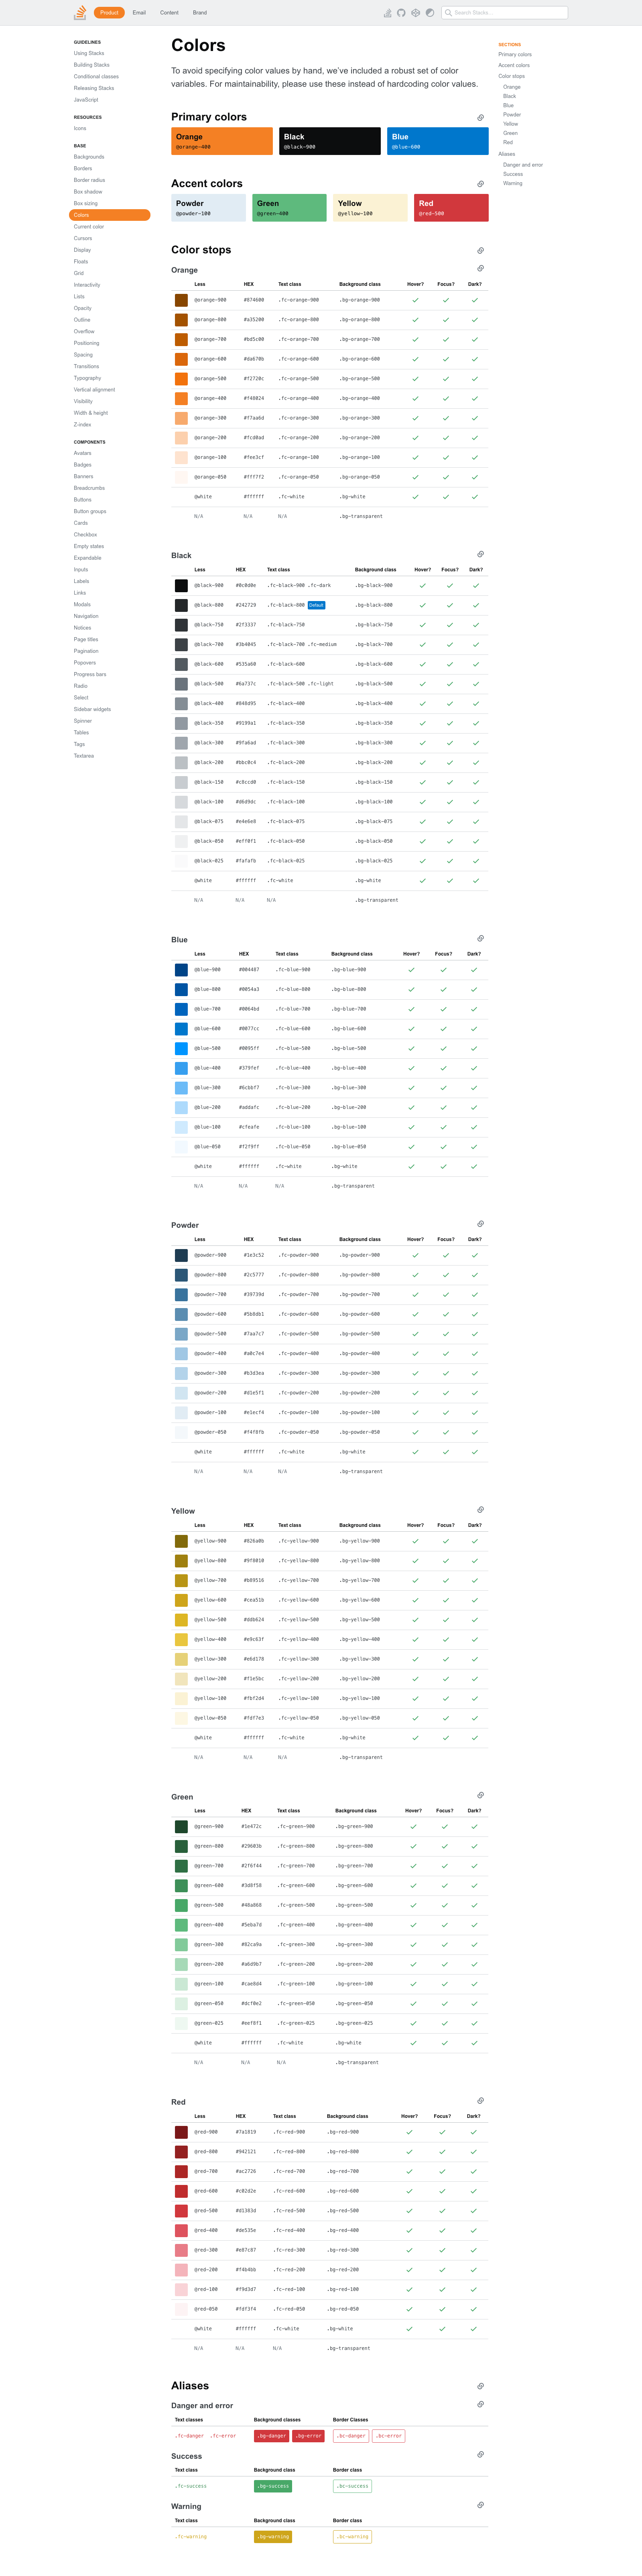 Product Email Content Brand
Search Stacks…
GUIDELINES
Using Stacks
Building Stacks
Conditional classes
Releasing Stacks
JavaScript
RESOURCES
Icons
BASE
Backgrounds
Borders
Border radius
Box shadow
Box sizing
Colors
Current color
Cursors
Display
Floats
Grid
Interactivity
Lists
Opacity
Outline
Overflow
Positioning
Spacing
Transitions
Typography
Vertical alignment
Visibility
Width & height
Z-index
COMPONENTS
Avatars
Badges
Banners
Breadcrumbs
Buttons
Button groups
Cards
Checkbox
Empty states
Expandable
Inputs
Labels
Links
Modals
Navigation
Notices
Page titles
Pagination
Popovers
Progress bars
Radio
Select
Sidebar widgets
Spinner
Tables
Tags
Textarea
Colors
To avoid specifying color values by hand, we've included a robust set of color
variables. For maintainability, please use these instead of hardcoding color values.
Primary colors
Orange Black Blue
@orange-400 @black-900 @blue-600
Accent colors
Powder Green Yellow Red
@powder-100 @green-400 @yellow-100 @red-500
Color stops
Orange
Less HEX Text class Background class Hover? Focus? Dark?
@orange-900 #874600 .fc-orange-900 .bg-orange-900
@orange-800 #a35200 .fc-orange-800 .bg-orange-800
@orange-700 #bd5c00 .fc-orange-700 .bg-orange-700
@orange-600 #da670b .fc-orange-600 .bg-orange-600
@orange-500 #f2720c .fc-orange-500 .bg-orange-500
@orange-400 #f48024 .fc-orange-400 .bg-orange-400
@orange-300 #f7aa6d .fc-orange-300 .bg-orange-300
@orange-200 #fcd0ad .fc-orange-200 .bg-orange-200
@orange-100 #fee3cf .fc-orange-100 .bg-orange-100
@orange-050 #fff7f2 .fc-orange-050 .bg-orange-050
@white #ffffff .fc-white .bg-white
N/A N/A N/A .bg-transparent
Black
Less HEX Text class Background class Hover? Focus? Dark?
@black-900 #0c0d0e .fc-black-900 .fc-dark .bg-black-900
@black-800 #242729 .fc-black-800 Default .bg-black-800
@black-750 #2f3337 .fc-black-750 .bg-black-750
@black-700 #3b4045 .fc-black-700 .fc-medium .bg-black-700
@black-600 #535a60 .fc-black-600 .bg-black-600
@black-500 #6a737c .fc-black-500 .fc-light .bg-black-500
@black-400 #848d95 .fc-black-400 .bg-black-400
@black-350 #9199a1 .fc-black-350 .bg-black-350
@black-300 #9fa6ad .fc-black-300 .bg-black-300
@black-200 #bbc0c4 .fc-black-200 .bg-black-200
@black-150 #c8ccd0 .fc-black-150 .bg-black-150
@black-100 #d6d9dc .fc-black-100 .bg-black-100
@black-075 #e4e6e8 .fc-black-075 .bg-black-075
@black-050 #eff0f1 .fc-black-050 .bg-black-050
@black-025 #fafafb .fc-black-025 .bg-black-025
@white #ffffff .fc-white .bg-white
N/A N/A N/A .bg-transparent
Blue
Less HEX Text class Background class Hover? Focus? Dark?
@blue-900 #004487 .fc-blue-900 .bg-blue-900
@blue-800 #0054a3 .fc-blue-800 .bg-blue-800
@blue-700 #0064bd .fc-blue-700 .bg-blue-700
@blue-600 #0077cc .fc-blue-600 .bg-blue-600
@blue-500 #0095ff .fc-blue-500 .bg-blue-500
@blue-400 #379fef .fc-blue-400 .bg-blue-400
@blue-300 #6cbbf7 .fc-blue-300 .bg-blue-300
@blue-200 #addafc .fc-blue-200 .bg-blue-200
@blue-100 #cfeafe .fc-blue-100 .bg-blue-100
@blue-050 #f2f9ff .fc-blue-050 .bg-blue-050
@white #ffffff .fc-white .bg-white
N/A N/A N/A .bg-transparent
Powder
Less HEX Text class Background class Hover? Focus? Dark?
@powder-900 #1e3c52 .fc-powder-900 .bg-powder-900
@powder-800 #2c5777 .fc-powder-800 .bg-powder-800
@powder-700 #39739d .fc-powder-700 .bg-powder-700
@powder-600 #5b8db1 .fc-powder-600 .bg-powder-600
@powder-500 #7aa7c7 .fc-powder-500 .bg-powder-500
@powder-400 #a0c7e4 .fc-powder-400 .bg-powder-400
@powder-300 #b3d3ea .fc-powder-300 .bg-powder-300
@powder-200 #d1e5f1 .fc-powder-200 .bg-powder-200
@powder-100 #e1ecf4 .fc-powder-100 .bg-powder-100
@powder-050 #f4f8fb .fc-powder-050 .bg-powder-050
@white #ffffff .fc-white .bg-white
N/A N/A N/A .bg-transparent
Yellow
Less HEX Text class Background class Hover? Focus? Dark?
@yellow-900 #826a0b .fc-yellow-900 .bg-yellow-900
@yellow-800 #9f8010 .fc-yellow-800 .bg-yellow-800
@yellow-700 #b89516 .fc-yellow-700 .bg-yellow-700
@yellow-600 #cea51b .fc-yellow-600 .bg-yellow-600
@yellow-500 #ddb624 .fc-yellow-500 .bg-yellow-500
@yellow-400 #e9c63f .fc-yellow-400 .bg-yellow-400
@yellow-300 #e6d178 .fc-yellow-300 .bg-yellow-300
@yellow-200 #f1e5bc .fc-yellow-200 .bg-yellow-200
@yellow-100 #fbf2d4 .fc-yellow-100 .bg-yellow-100
@yellow-050 #fdf7e3 .fc-yellow-050 .bg-yellow-050
@white #ffffff .fc-white .bg-white
N/A N/A N/A .bg-transparent
Green
Less HEX Text class Background class Hover? Focus? Dark?
@green-900 #1e472c .fc-green-900 .bg-green-900
@green-800 #29603b .fc-green-800 .bg-green-800
@green-700 #2f6f44 .fc-green-700 .bg-green-700
@green-600 #3d8f58 .fc-green-600 .bg-green-600
@green-500 #48a868 .fc-green-500 .bg-green-500
@green-400 #5eba7d .fc-green-400 .bg-green-400
@green-300 #82ca9a .fc-green-300 .bg-green-300
@green-200 #a6d9b7 .fc-green-200 .bg-green-200
@green-100 #cae8d4 .fc-green-100 .bg-green-100
@green-050 #dcf0e2 .fc-green-050 .bg-green-050
@green-025 #eef8f1 .fc-green-025 .bg-green-025
@white #ffffff .fc-white .bg-white
N/A N/A N/A .bg-transparent
Red
Less HEX Text class Background class Hover? Focus? Dark?
@red-900 #7a1819 .fc-red-900 .bg-red-900
@red-800 #942121 .fc-red-800 .bg-red-800
@red-700 #ac2726 .fc-red-700 .bg-red-700
@red-600 #c02d2e .fc-red-600 .bg-red-600
@red-500 #d1383d .fc-red-500 .bg-red-500
@red-400 #de535e .fc-red-400 .bg-red-400
@red-300 #e87c87 .fc-red-300 .bg-red-300
@red-200 #f4b4bb .fc-red-200 .bg-red-200
@red-100 #f9d3d7 .fc-red-100 .bg-red-100
@red-050 #fdf3f4 .fc-red-050 .bg-red-050
@white #ffffff .fc-white .bg-white
N/A N/A N/A .bg-transparent
Aliases
Danger and error
Text classes Background classes Border Classes
.fc-danger .fc-error .bg-danger .bg-error .bc-danger .bc-error
Success
Text class Background class Border class
.fc-success .bg-success .bc-success
Warning
Text class Background class Border class
.fc-warning .bg-warning .bc-warning
SECTIONS
Primary colors
Accent colors
Color stops
Orange
Black
Blue
Powder
Yellow
Green
Red
Aliases
Danger and error
Success
Warning